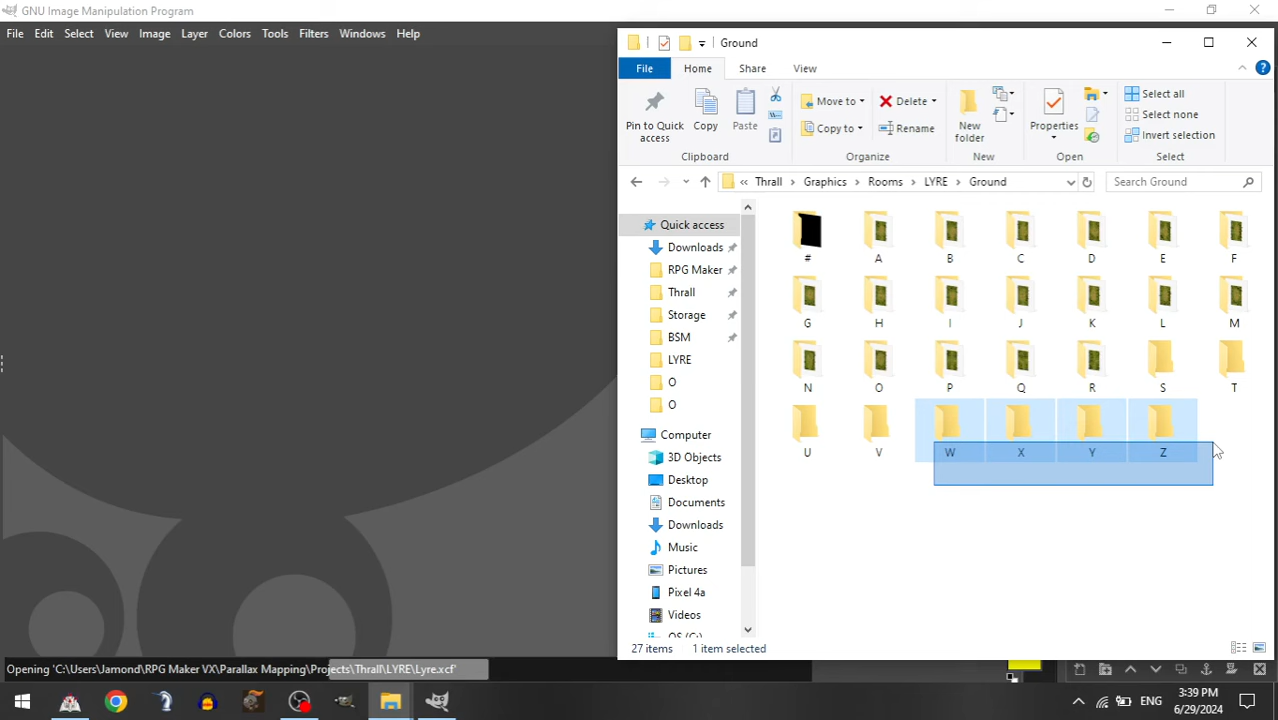 GNU Image Manipulation Program
File Edit Select View Image Layer Colors Tools Filters Windows Help
Ground
File Home Share View
Pin to Quick access
Copy
Paste
Move to
Copy to
Delete
Rename
New folder
Properties
Select all
Select none
Invert selection
Clipboard Organize New Open Select
« Thrall › Graphics › Rooms › LYRE › Ground
Search Ground
Quick access
Downloads
RPG Maker
Thrall
Storage
BSM
LYRE
O
O
Computer
3D Objects
Desktop
Documents
Downloads
Music
Pictures
Pixel 4a
Videos
OS (C:)
# A B C D E F
G H I J K L M
N O P Q R S T
U V W X Y Z
27 items 1 item selected
Opening 'C:\Users\Jamond\RPG Maker VX\Parallax Mapping\Projects\Thrall\LYRE\Lyre.xcf'
ENG
3:39 PM
6/29/2024